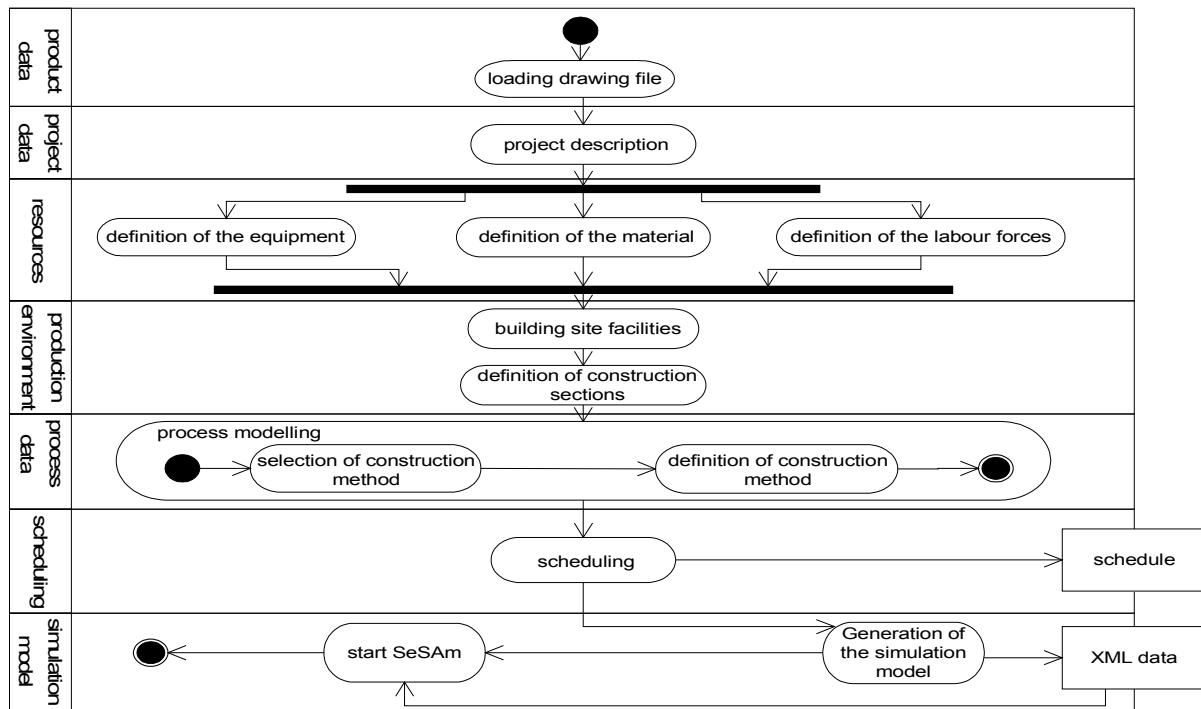 product
data
loading drawing file
project
data
project description
resources
definition of the equipment
definition of the material
definition of the labour forces
production
environment
building site facilities
definition of construction
sections
process
data
process modelling
selection of construction
method
definition of construction
method
scheduling
scheduling
schedule
simulation
model
start SeSAm
Generation of
the simulation
model
XML data